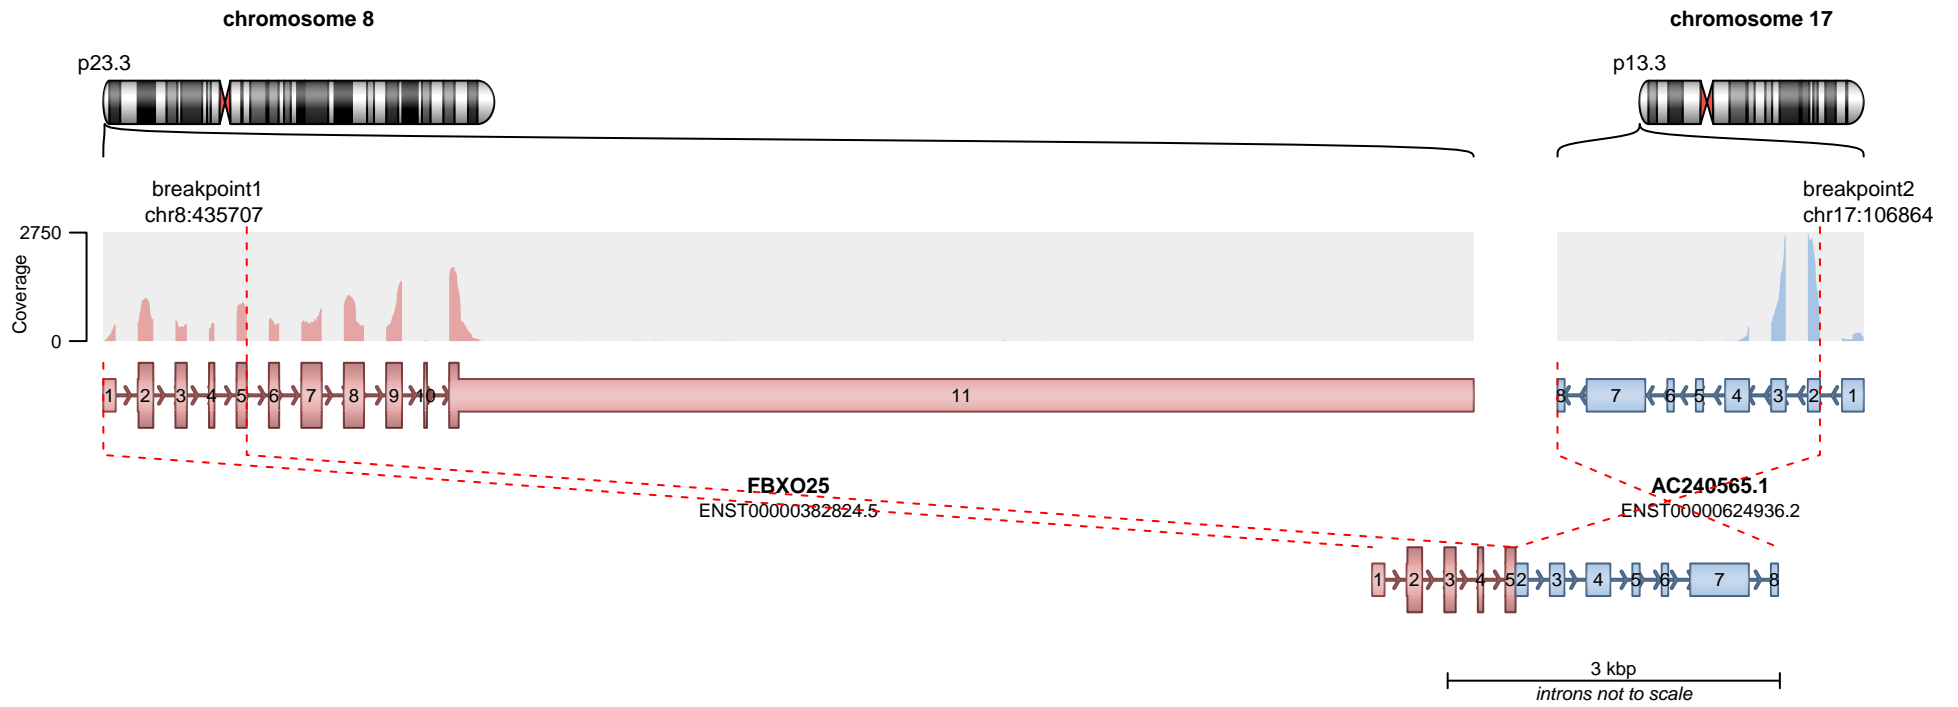 chromosome 8
chromosome 17
p23.3
p13.3
breakpoint1
chr8:435707
breakpoint2
chr17:106864
Coverage
2750
0
1 2 3 4 5 6 7 8 9 10 11
8 7 6 5 4 3 2 1
FBXO25
ENST00000382824.5
AC240565.1
ENST00000624936.2
1 2 3 4 5 2 3 4 5 6 7 8
3 kbp
introns not to scale